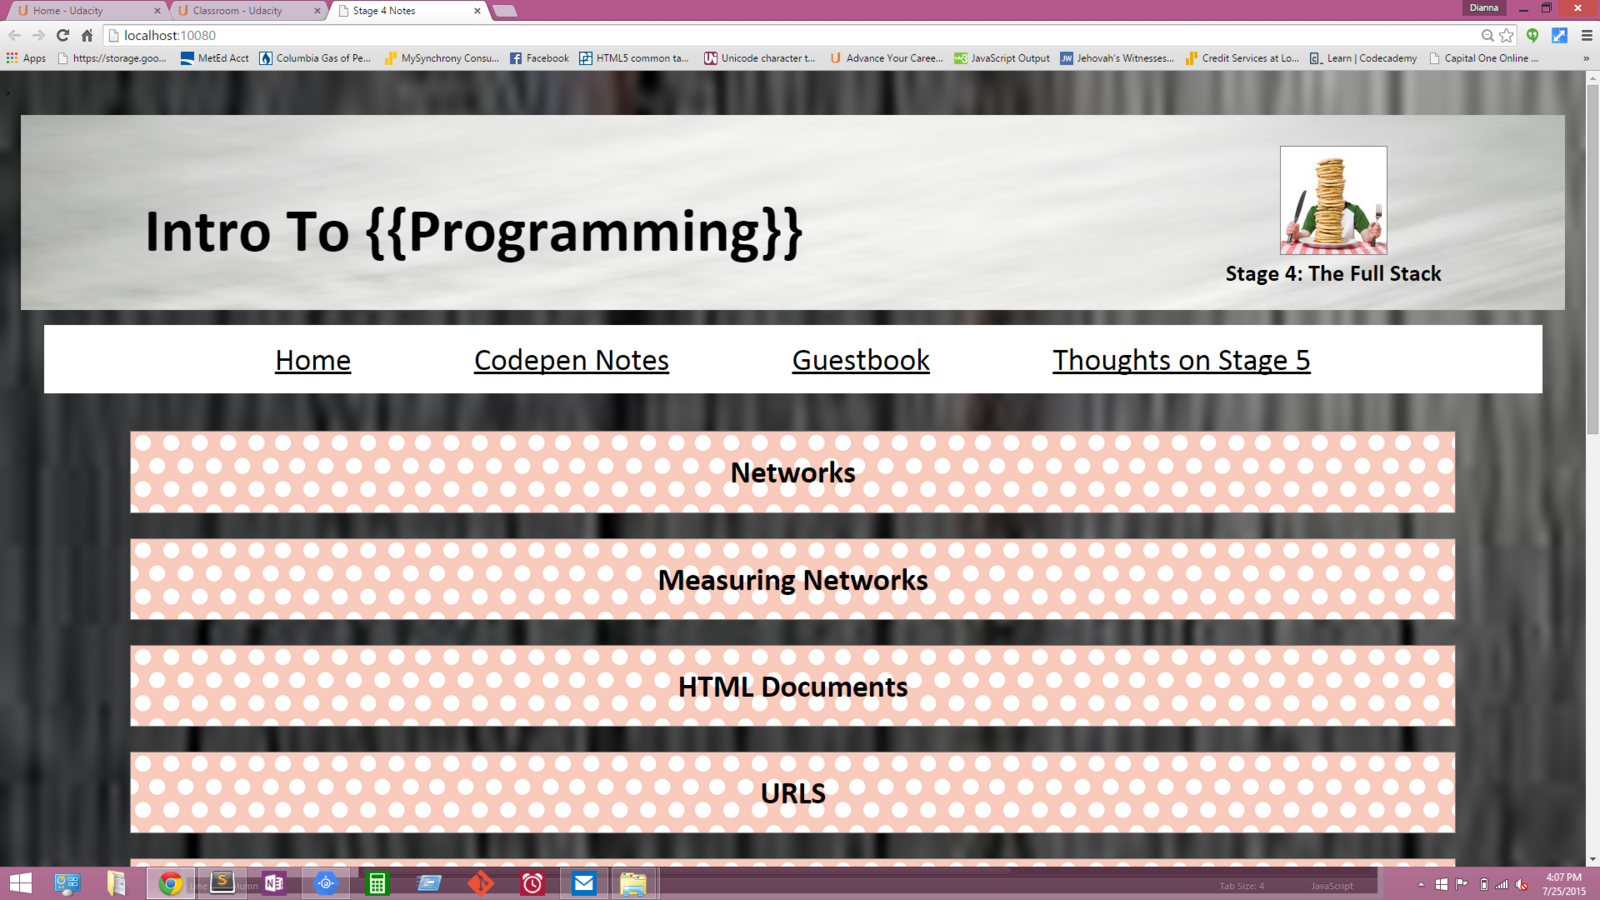 Home - Udacity
Classroom - Udacity
Stage 4 Notes
Dianna
localhost:10080
Apps
https://storage.goo...
MetEd Acct
Columbia Gas of Pe...
MySynchrony Consu...
Facebook
HTML5 common ta...
Unicode character t...
Advance Your Caree...
JavaScript Output
Jehovah's Witnesses...
Credit Services at Lo...
Learn | Codecademy
Capital One Online ...
»
>
Intro To {{Programming}}
Stage 4: The Full Stack
Home
Codepen Notes
Guestbook
Thoughts on Stage 5
Networks
Measuring Networks
HTML Documents
URLS
Tab Size: 4
JavaScript
4:07 PM
7/25/2015